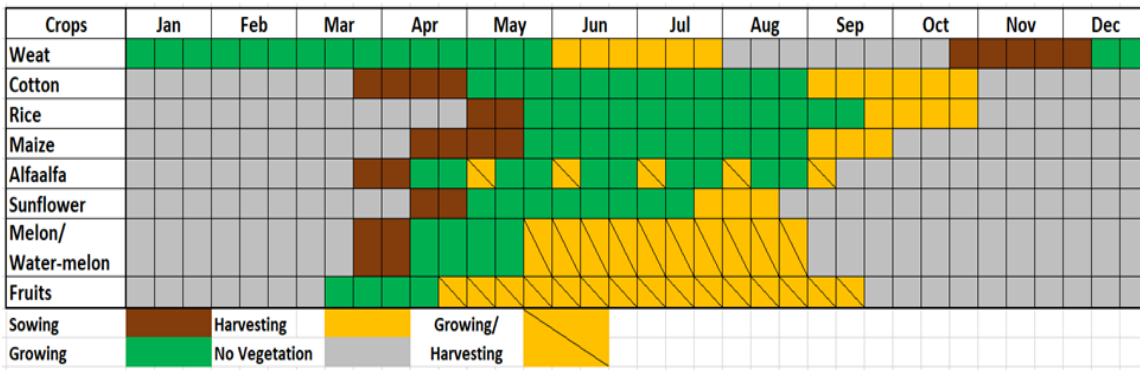 Crops Jan Feb Mar Apr May Jun Jul Aug Sep Oct Nov Dec
Weat
Cotton
Rice
Maize
Alfaalfa
Sunflower
Melon/
Water-melon
Fruits
Sowing Harvesting Growing/
Growing No Vegetation Harvesting